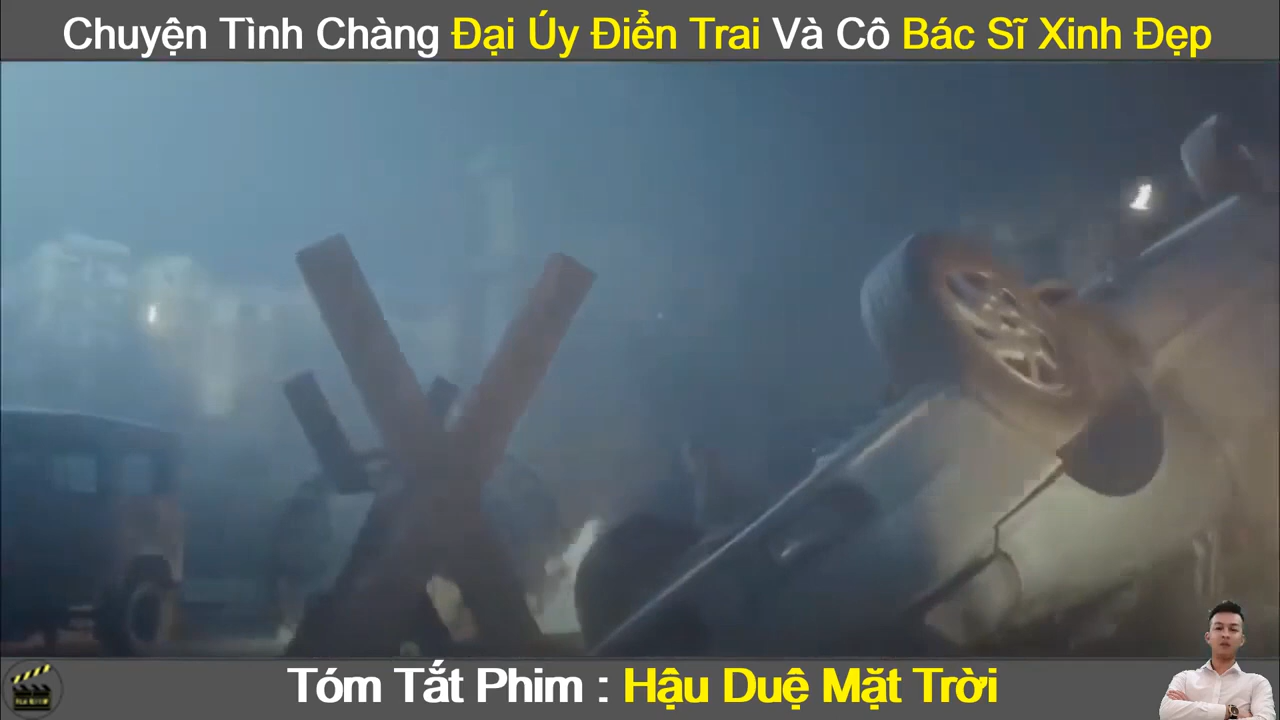 Chuyện Tình Chàng Đại Úy Điển Trai Và Cô Bác Sĩ Xinh Đẹp
Tóm Tắt Phim : Hậu Duệ Mặt Trời